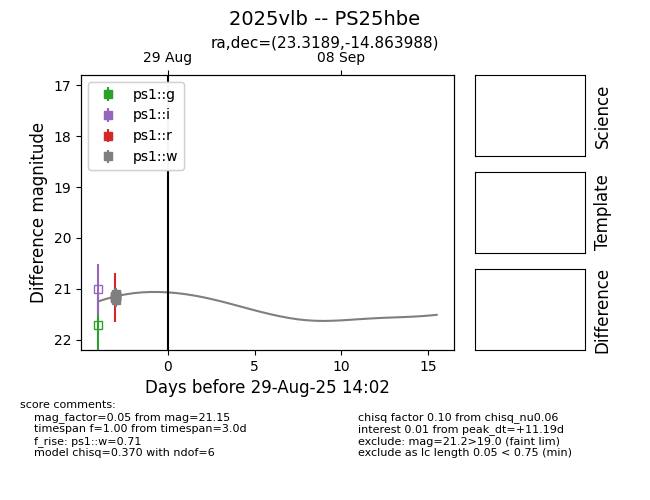 2025vlb -- PS25hbe
ra,dec=(23.3189,-14.863988)
29 Aug
08 Sep
ps1::g
ps1::i
ps1::r
ps1::w
17
18
19
20
21
22
Difference magnitude
0
5
10
15
Days before 29-Aug-25 14:02
Science
Template
Difference
score comments:
mag_factor=0.05 from mag=21.15
timespan f=1.00 from timespan=3.0d
f_rise: ps1::w=0.71
model chisq=0.370 with ndof=6
chisq factor 0.10 from chisq_nu0.06
interest 0.01 from peak_dt=+11.19d
exclude: mag=21.2>19.0 (faint lim)
exclude as lc length 0.05 < 0.75 (min)